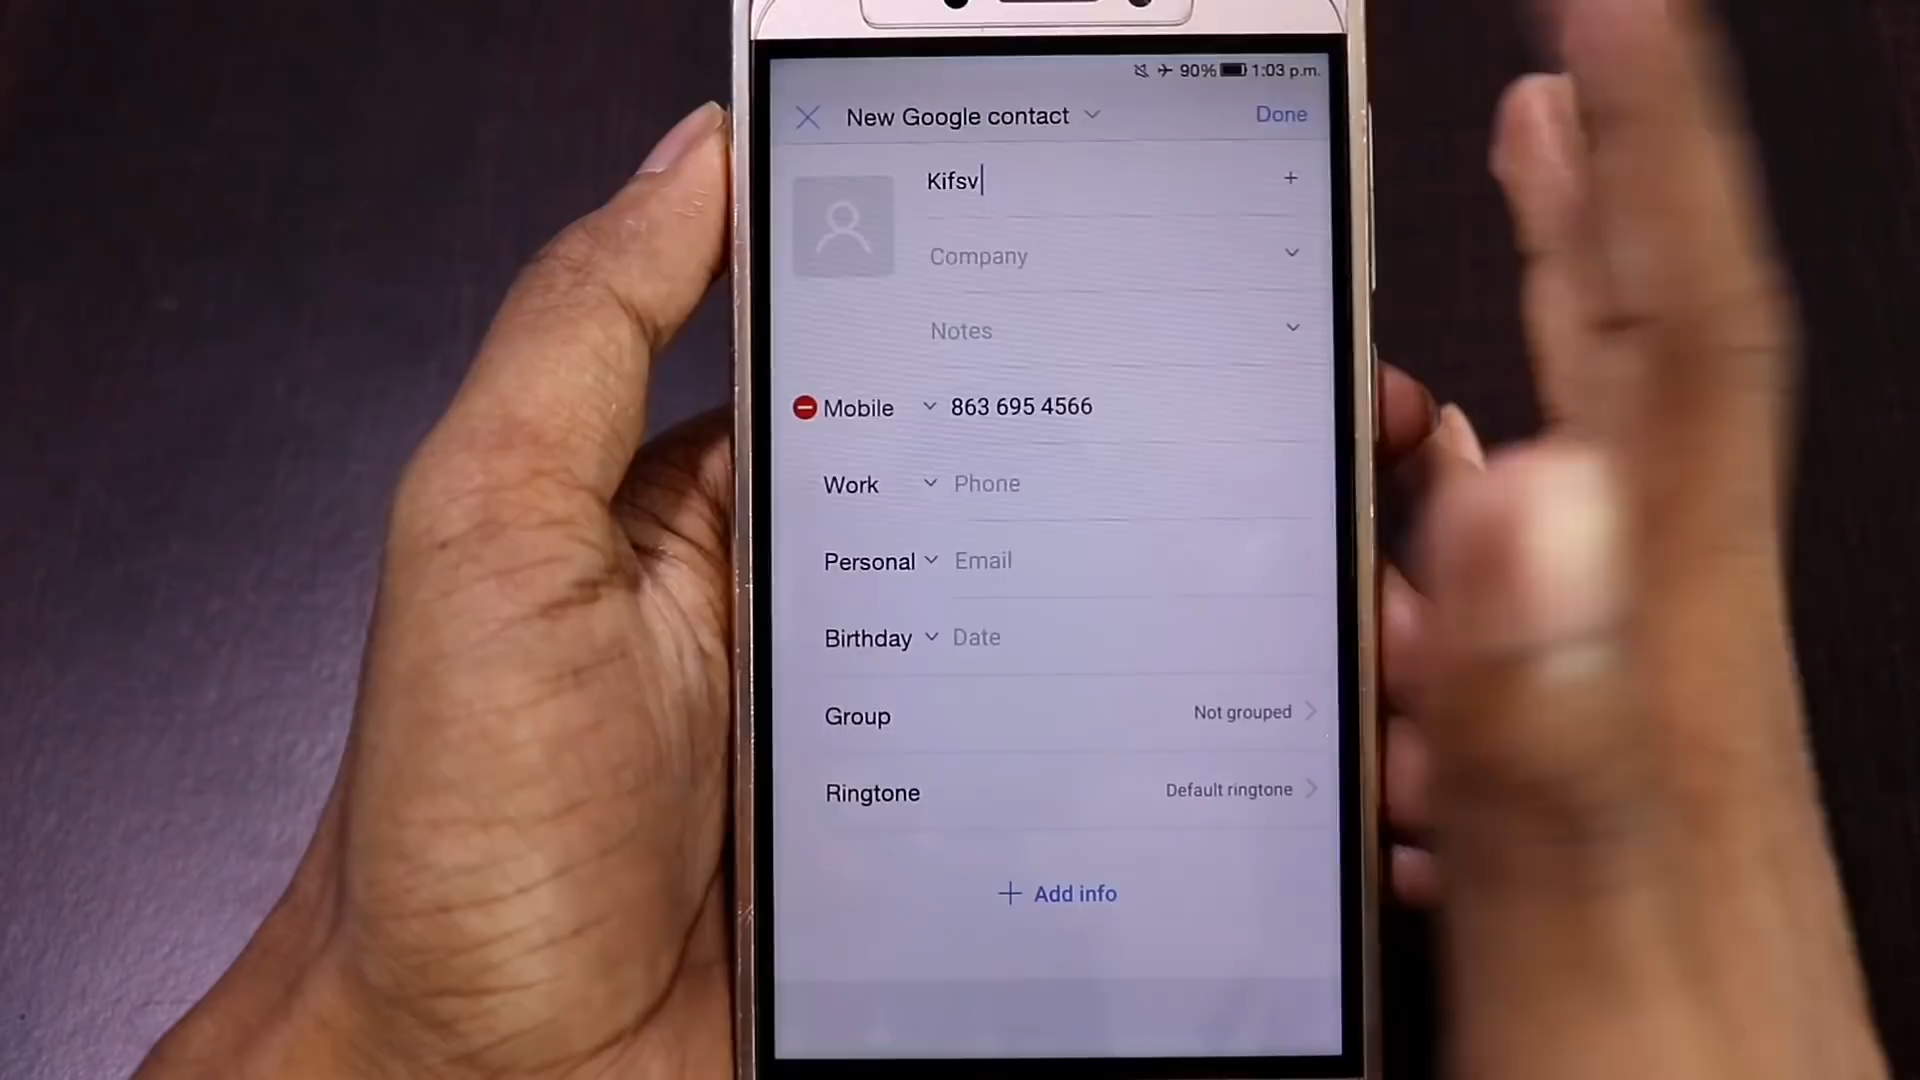 90% 1:03 p.m.
New Google contact Done
Kifsv
Company
Notes
Mobile 863 695 4566
Work Phone
Personal Email
Birthday Date
Group Not grouped
Ringtone Default ringtone
Add info